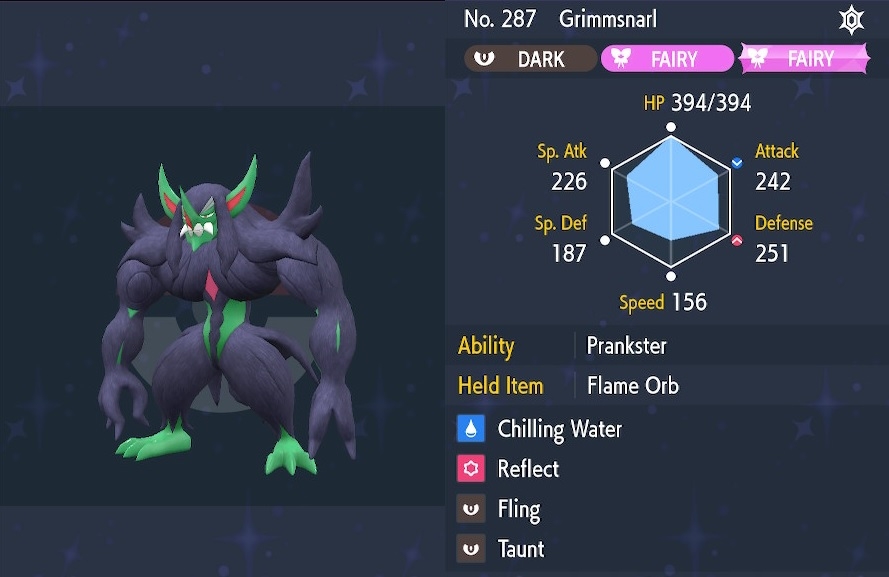 No. 287 Grimmsnarl
DARK FAIRY FAIRY
HP 394/394
Sp. Atk
226
Attack
242
Sp. Def
187
Defense
251
Speed 156
Ability Prankster
Held Item Flame Orb
Chilling Water
Reflect
Fling
Taunt